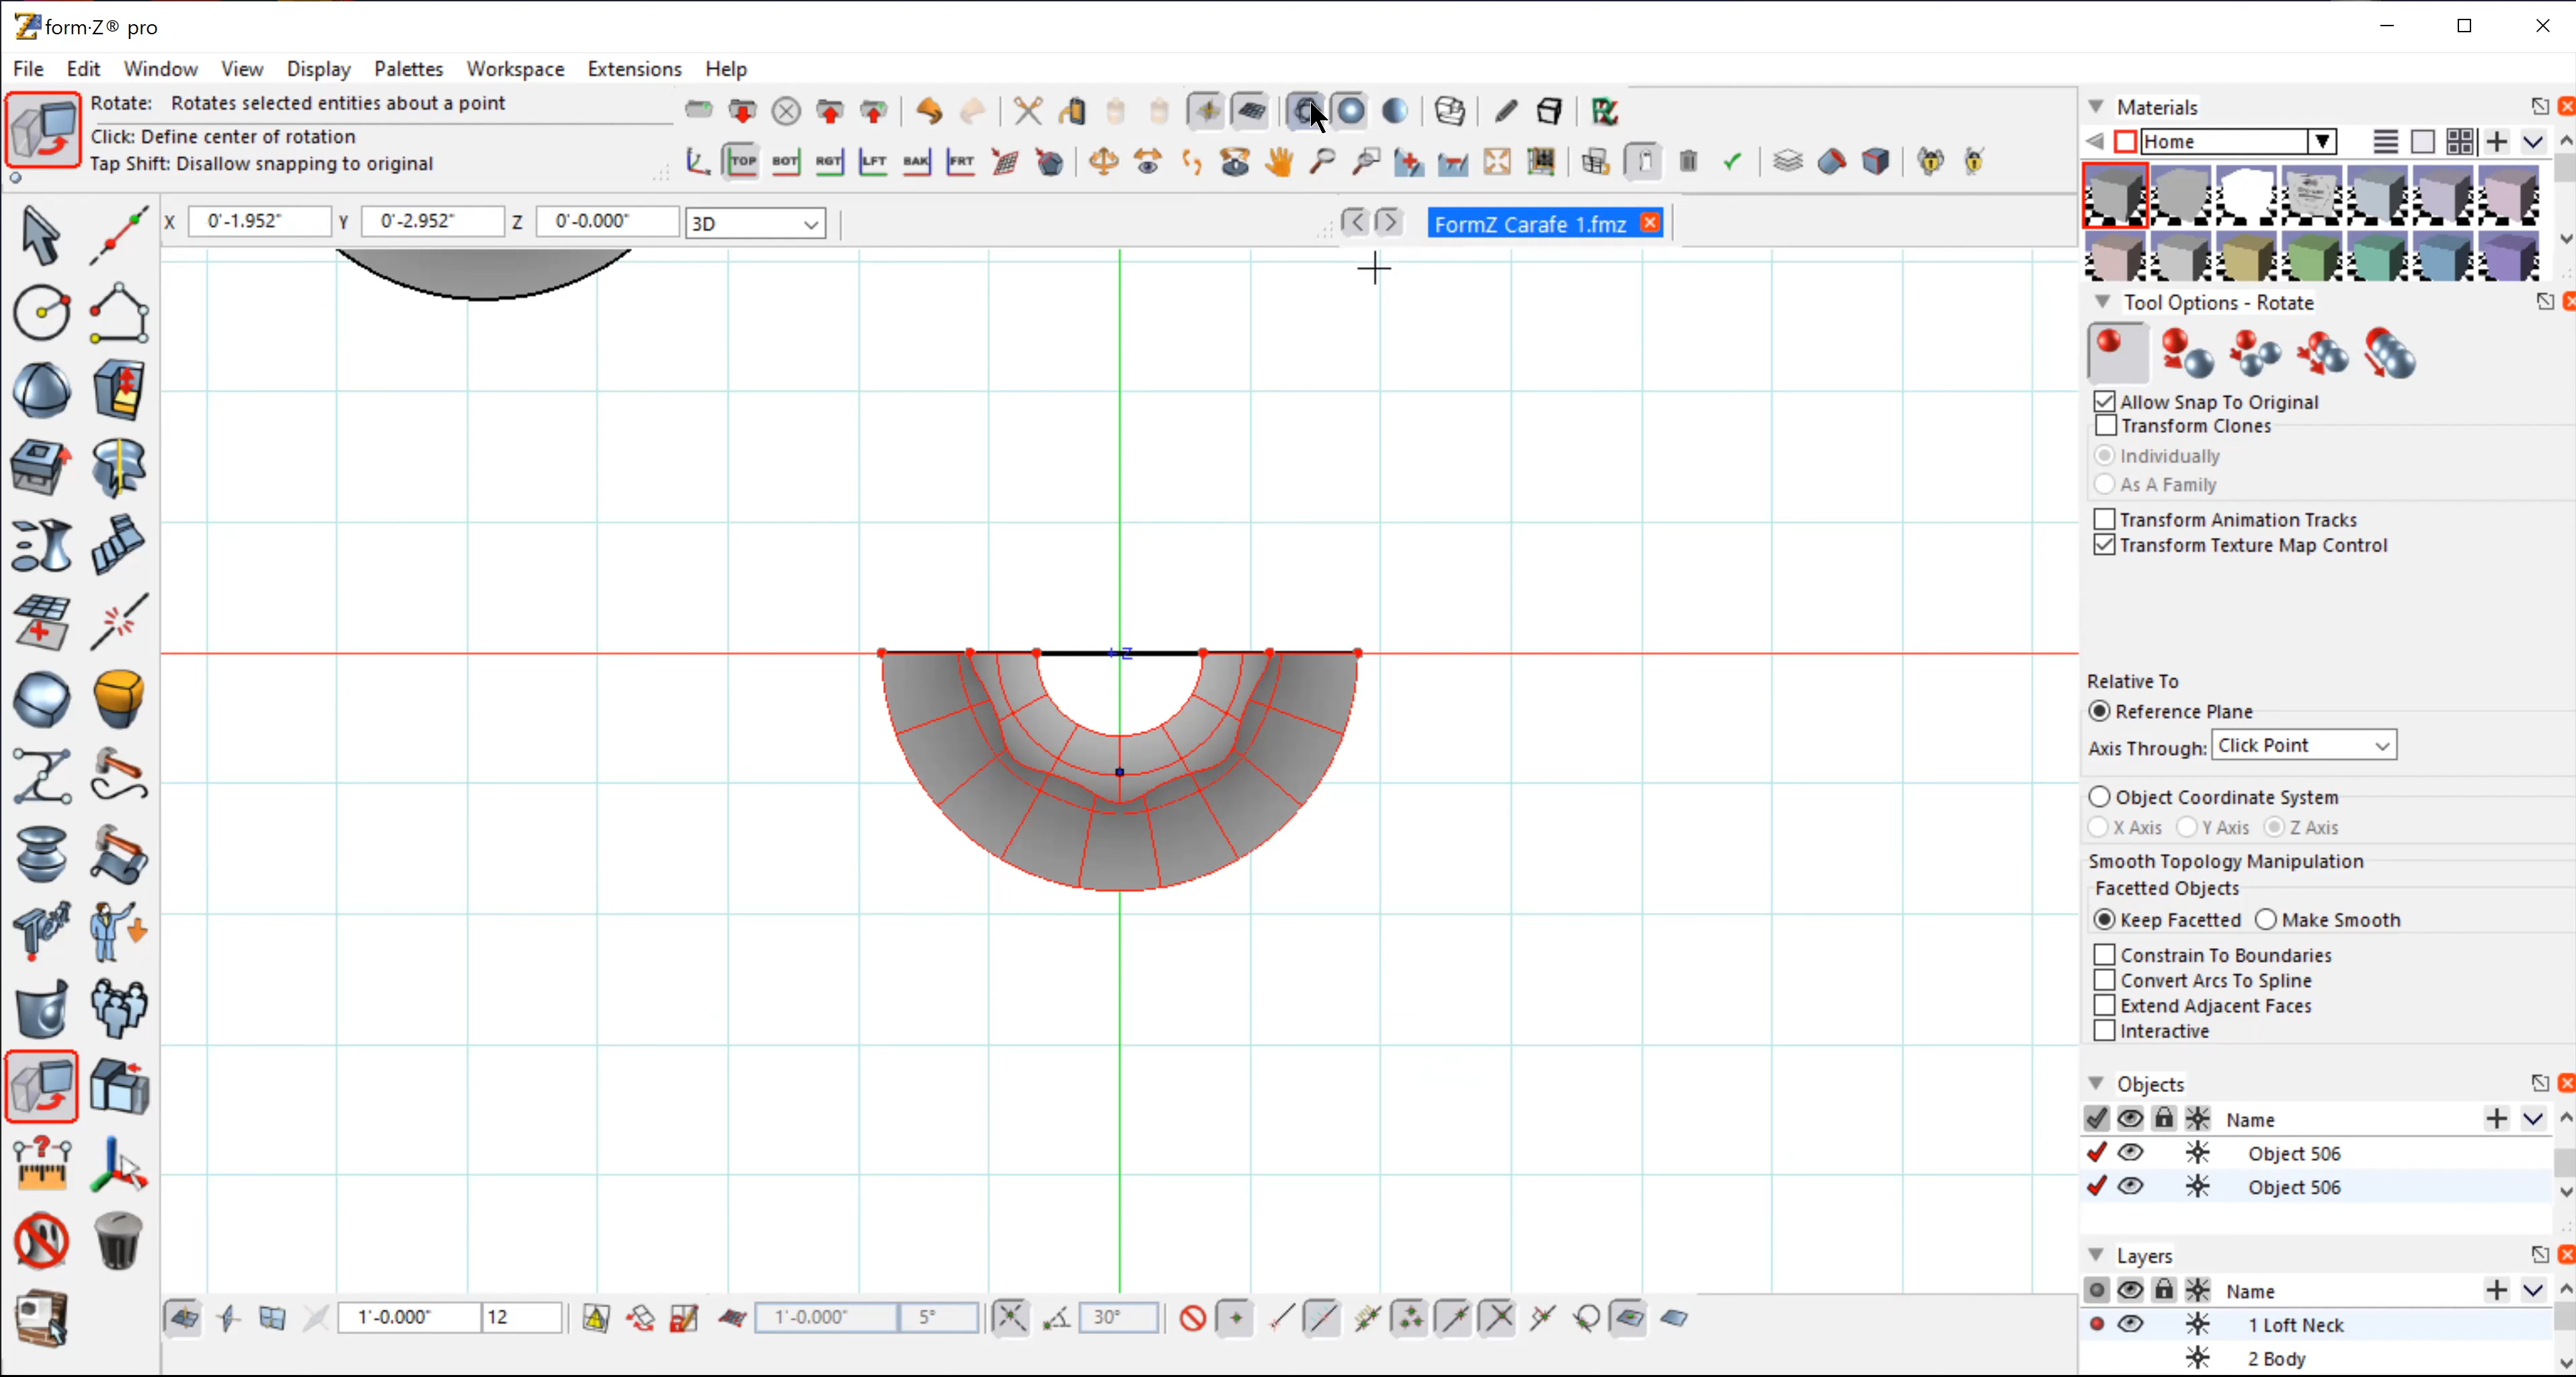 form·Z® pro
File Edit Window View Display Palettes Workspace Extensions Help
Rotate: Rotates selected entities about a point
Click: Define center of rotation
Tap Shift: Disallow snapping to original
TOP BOT RGT LFT BAK FRT
X 0'-1.952" Y 0'-2.952" Z 0'-0.000" 3D
FormZ Carafe 1.fmz
Z
1'-0.000" 12 1'-0.000" 5° 30°
Materials
Home
Tool Options - Rotate
Allow Snap To Original
Transform Clones
Individually
As A Family
Transform Animation Tracks
Transform Texture Map Control
Relative To
Reference Plane
Axis Through: Click Point
Object Coordinate System
X Axis Y Axis Z Axis
Smooth Topology Manipulation
Facetted Objects
Keep Facetted Make Smooth
Constrain To Boundaries
Convert Arcs To Spline
Extend Adjacent Faces
Interactive
Objects
Name
Object 506
Object 506
Layers
Name
1 Loft Neck
2 Body